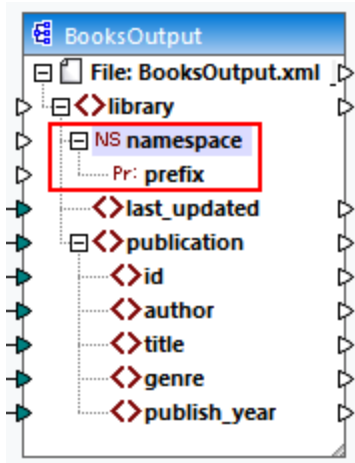 BooksOutput
File: BooksOutput.xml
library
NS namespace
Pr: prefix
last_updated
publication
id
author
title
genre
publish_year